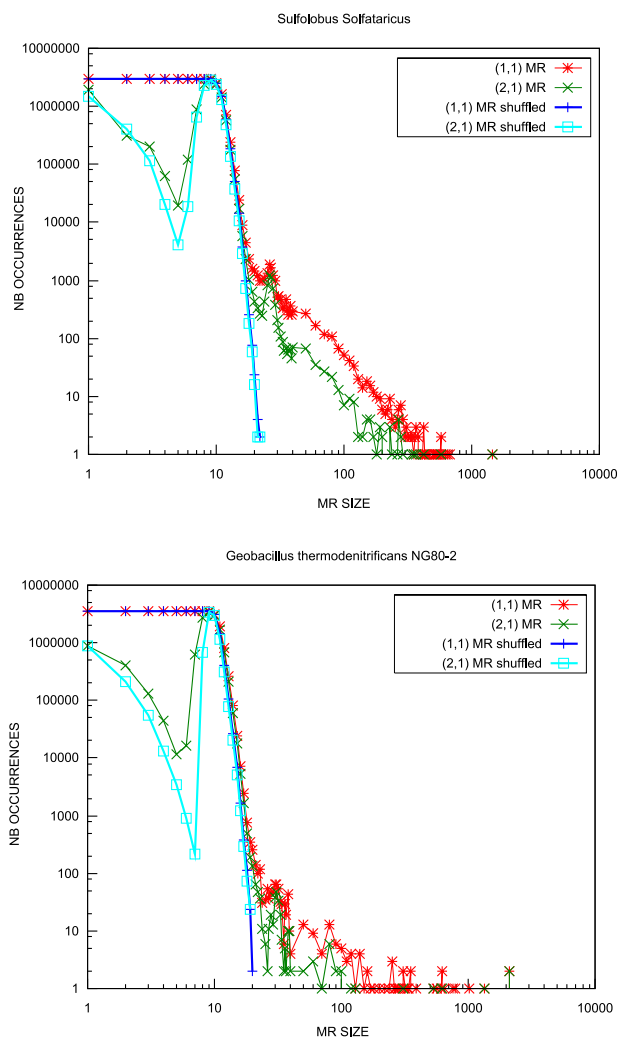 Sulfolobus Solfataricus
10000000
1000000
100000
10000
1000
100
10
1
NB OCCURRENCES
(1,1) MR
(2,1) MR
(1,1) MR shuffled
(2,1) MR shuffled
1
10
100
1000
10000
MR SIZE
Geobacillus thermodenitrificans NG80-2
10000000
1000000
100000
10000
1000
100
10
1
NB OCCURRENCES
(1,1) MR
(2,1) MR
(1,1) MR shuffled
(2,1) MR shuffled
1
10
100
1000
10000
MR SIZE